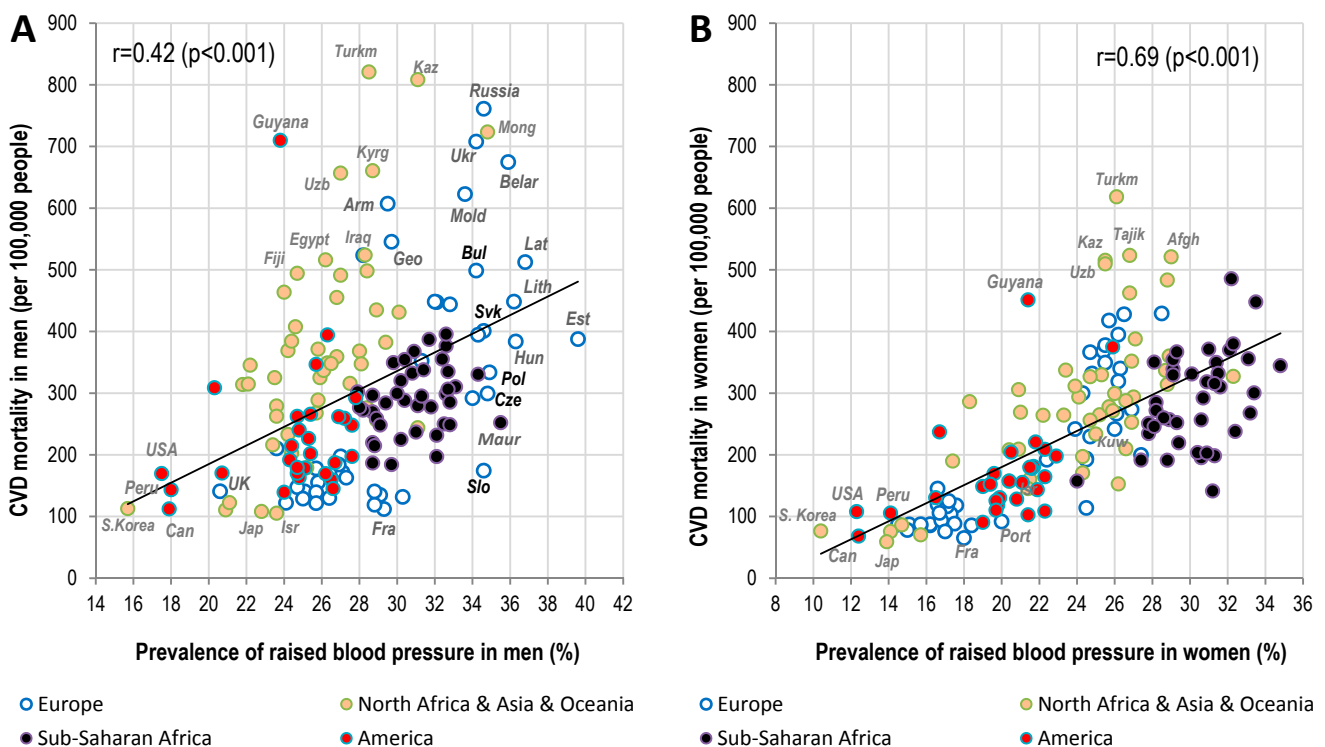 A
r=0.42 (p<0.001)
CVD mortality in men (per 100,000 people)
900
800
700
600
500
400
300
200
100
0
Turkm
Kaz
Russia
Mong
Guyana
Ukr
Kyrg
Uzb
Belar
Arm
Mold
Egypt
Iraq
Fiji
Geo
Bul
Lat
Lith
Svk
Est
Hun
Pol
Cze
Maur
USA
Peru
UK
Slo
S.Korea
Can
Jap
Isr
Fra
14 16 18 20 22 24 26 28 30 32 34 36 38 40 42
Prevalence of raised blood pressure in men (%)
Europe
North Africa & Asia & Oceania
Sub-Saharan Africa
America
B
r=0.69 (p<0.001)
CVD mortality in women (per 100,000 people)
900
800
700
600
500
400
300
200
100
0
Turkm
Tajik
Kaz
Afgh
Uzb
Guyana
Kuw
USA
Peru
Isr
S. Korea
Can
Jap
Fra
Port
8 10 12 14 16 18 20 22 24 26 28 30 32 34 36
Prevalence of raised blood pressure in women (%)
Europe
North Africa & Asia & Oceania
Sub-Saharan Africa
America